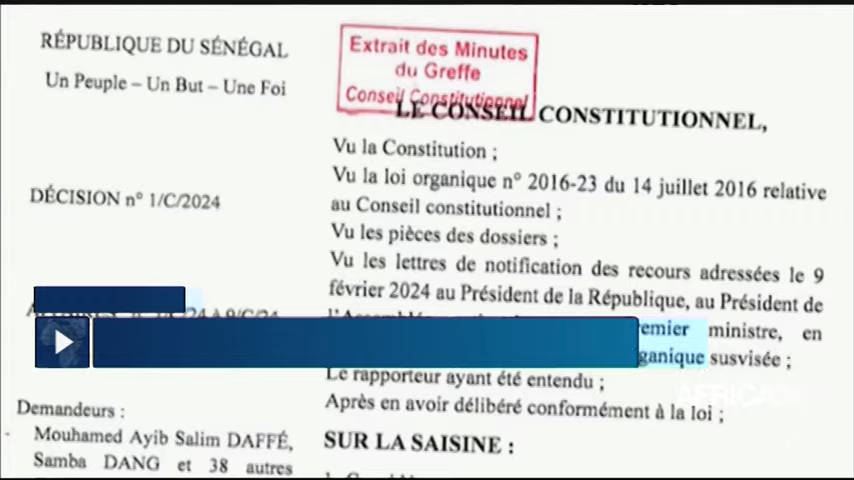 RÉPUBLIQUE DU SÉNÉGAL
Un Peuple – Un But – Une Foi
Extrait des Minutes
du Greffe
Conseil Constitutionnel
LE CONSEIL CONSTITUTIONNEL,
Vu la Constitution ;
Vu la loi organique n° 2016-23 du 14 juillet 2016 relative
au Conseil constitutionnel ;
DÉCISION n° 1/C/2024
Vu les pièces des dossiers ;
Vu les lettres de notification des recours adressées le 9
février 2024 au Président de la République, au Président de
ministre, en
susvisée ;
Le rapporteur ayant été entendu ;
Après en avoir délibéré conformément à la loi ;
AFRICA
Demandeurs :
Mouhamed Ayib Salim DAFFÉ,
Samba DANG et 38 autres
SUR LA SAISINE :